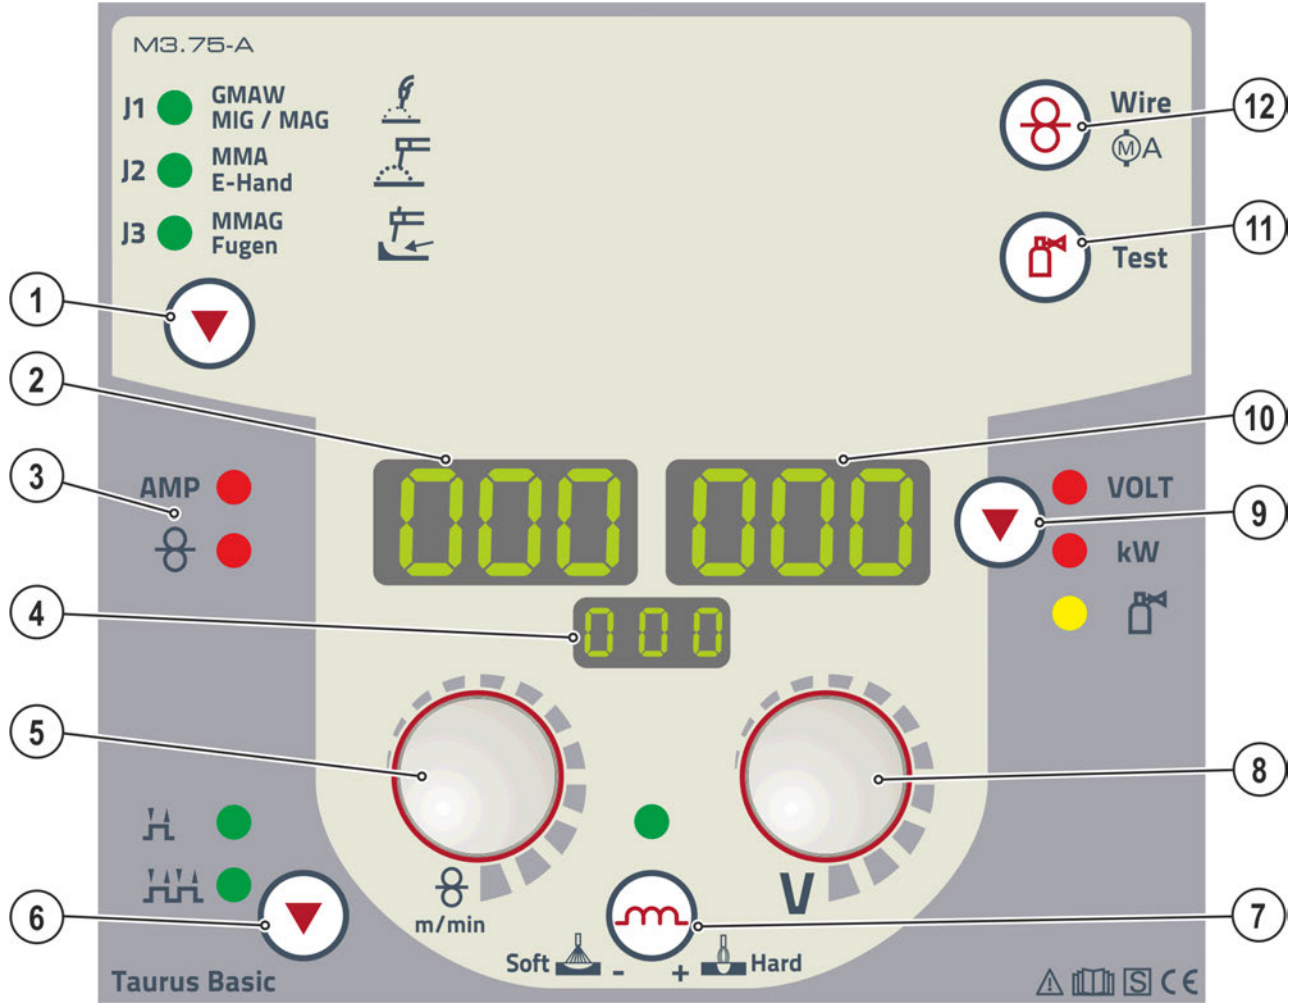 M3.75-A
J1 GMAW
MIG / MAG
J2 MMA
E-Hand
J3 MMAG
Fugen
Wire
M A
Test
12
11
1
2
10
3
AMP
000
000
VOLT
kW
9
4
000
5
8
6
m/min
V
7
Soft - + Hard
Taurus Basic
S CE